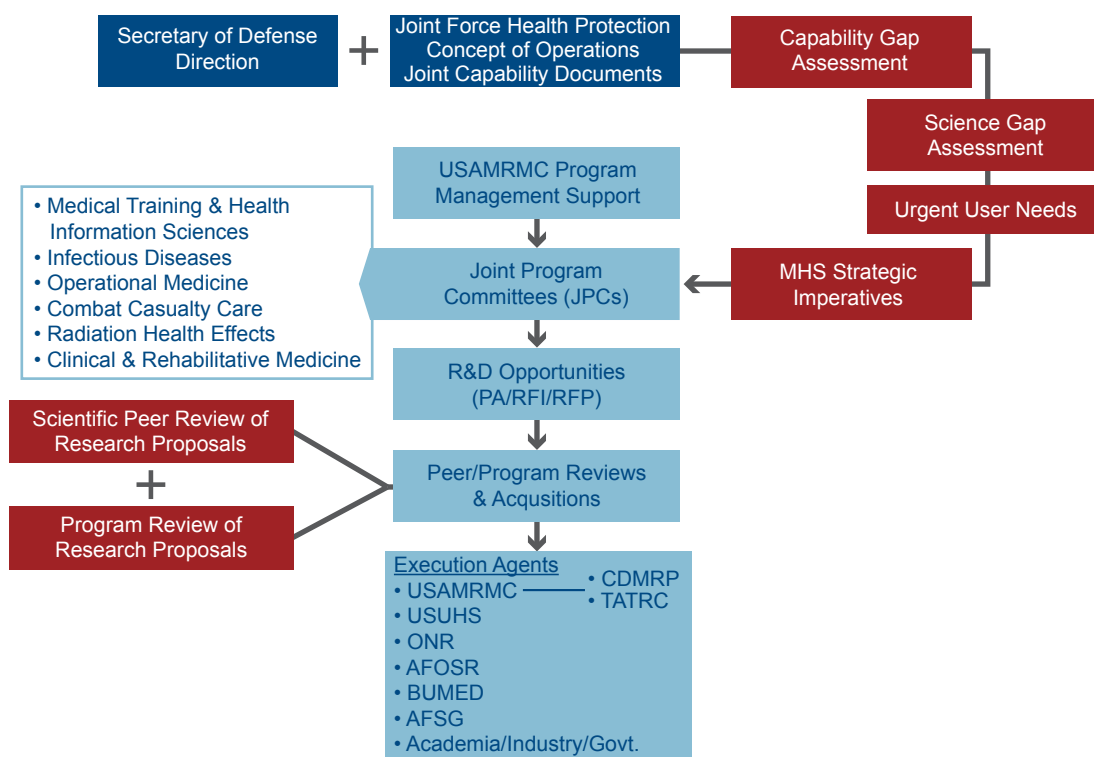 Secretary of Defense
Direction
+
Joint Force Health Protection
Concept of Operations
Joint Capability Documents
Capability Gap
Assessment
Science Gap
Assessment
Urgent User Needs
MHS Strategic
Imperatives
USAMRMC Program
Management Support
Joint Program
Committees (JPCs)
• Medical Training & Health
Information Sciences
• Infectious Diseases
• Operational Medicine
• Combat Casualty Care
• Radiation Health Effects
• Clinical & Rehabilitative Medicine
R&D Opportunities
(PA/RFI/RFP)
Scientific Peer Review of
Research Proposals
+
Program Review of
Research Proposals
Peer/Program Reviews
& Acqusitions
Execution Agents
• USAMRMC
• CDMRP
• TATRC
• USUHS
• ONR
• AFOSR
• BUMED
• AFSG
• Academia/Industry/Govt.